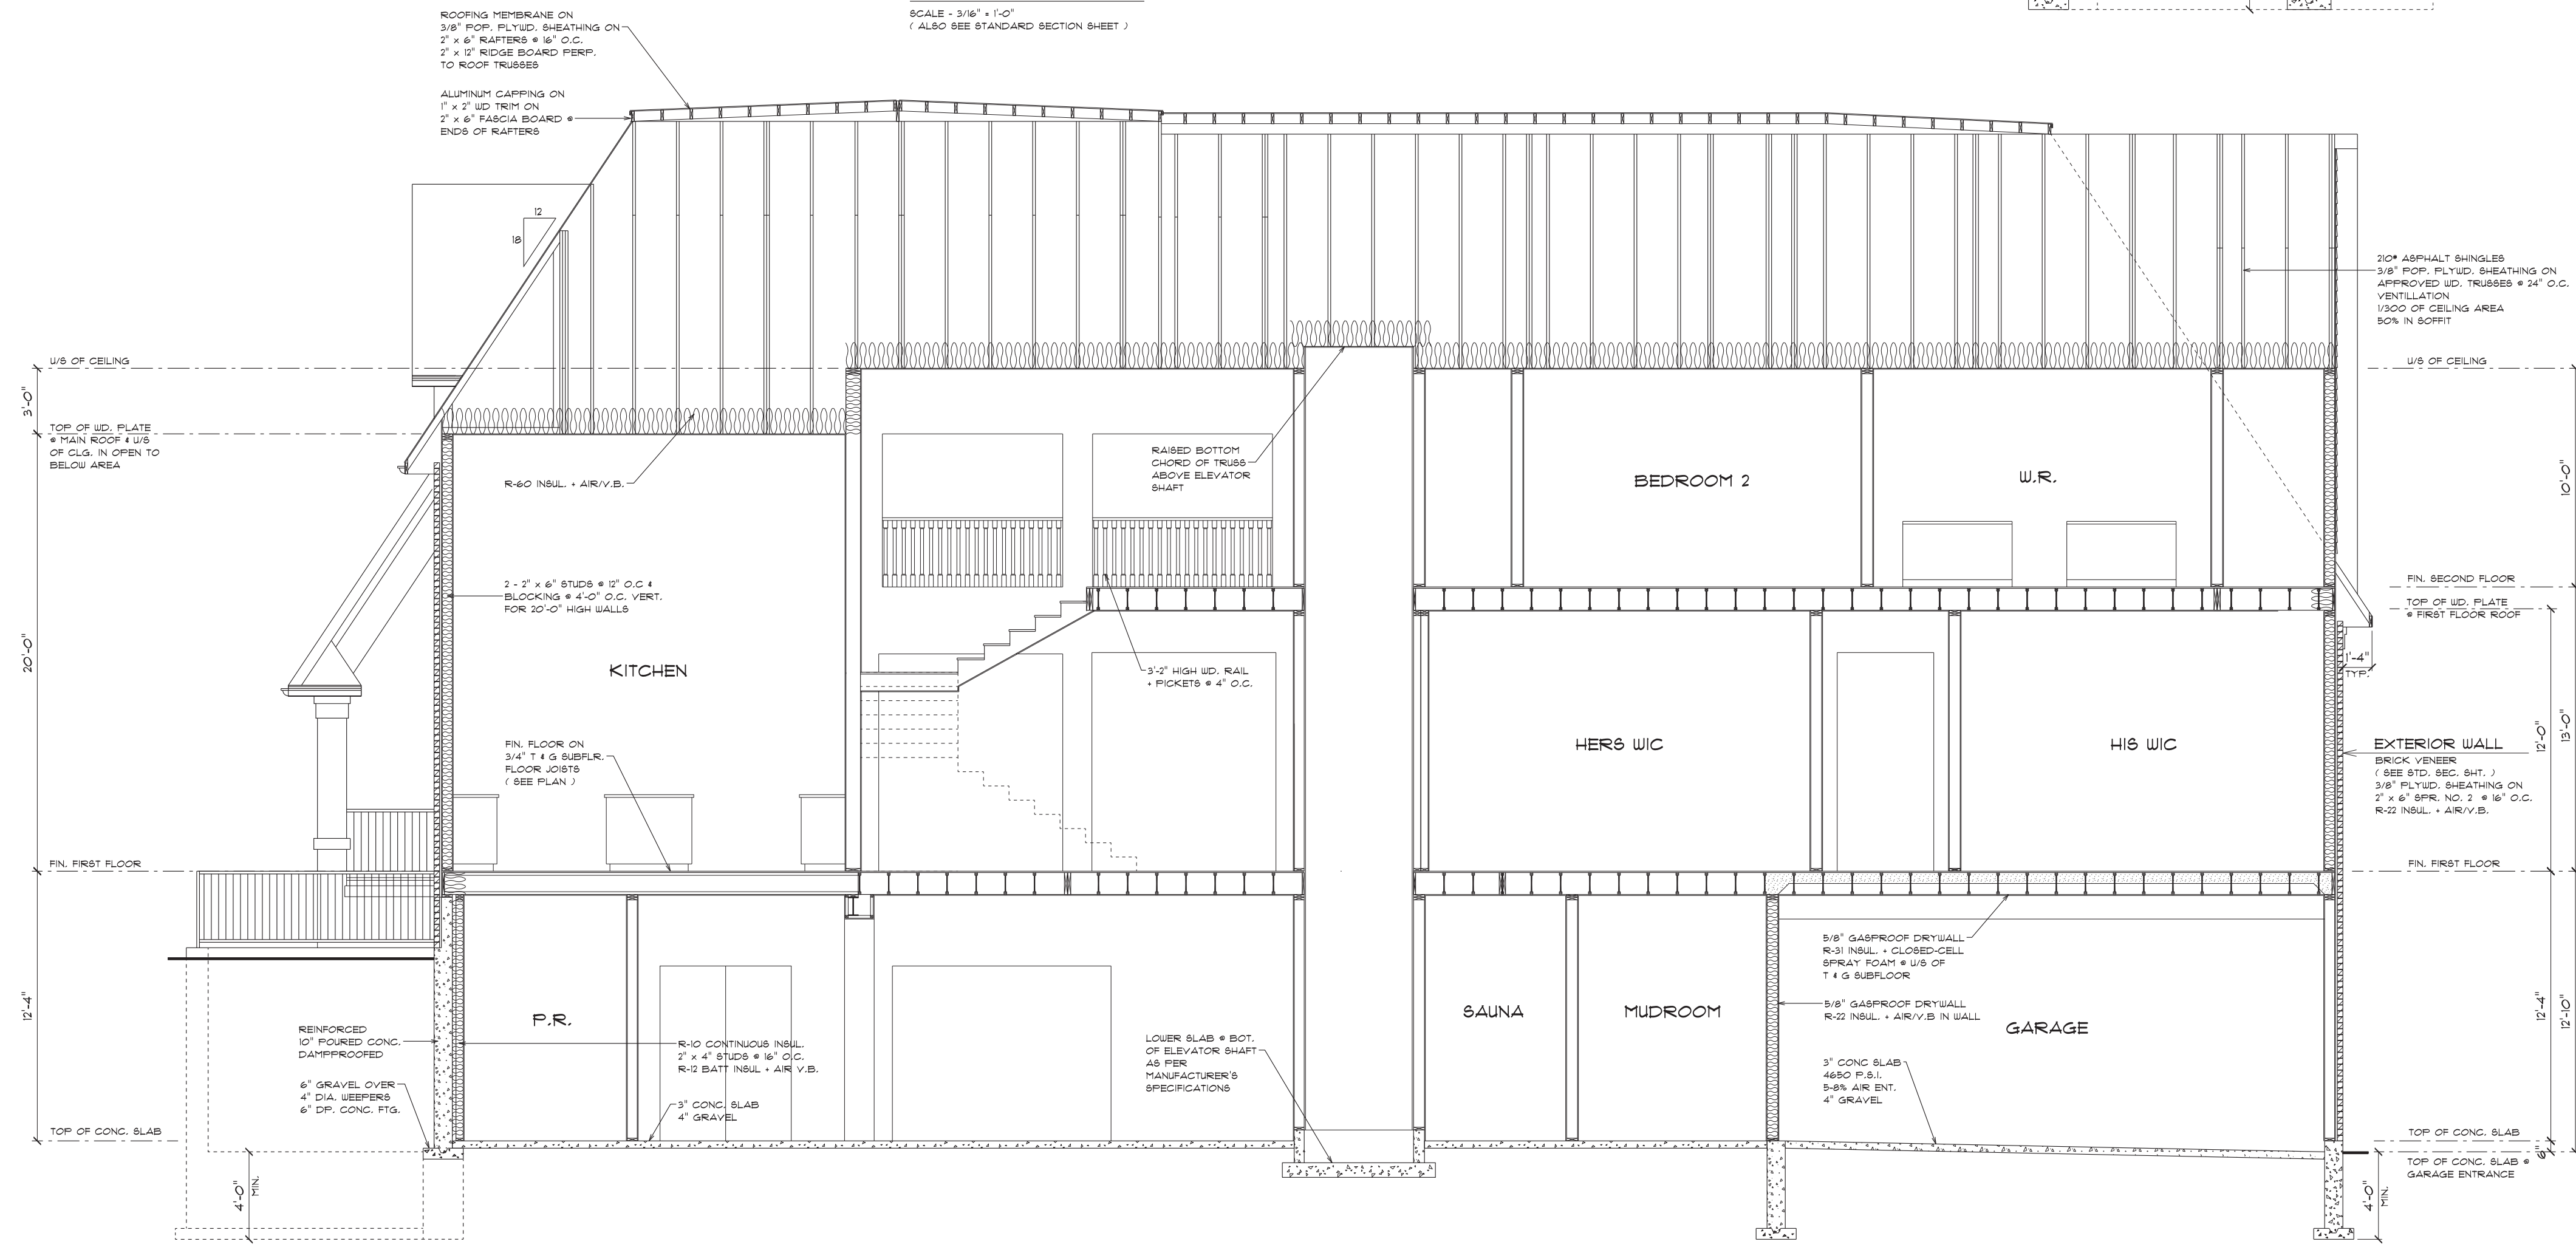 SCALE - 3/16" = 1'-0"
( ALSO SEE STANDARD SECTION SHEET )
ROOFING MEMBRANE ON
3/8" POP. PLYWD. SHEATHING ON
2" x 6" RAFTERS @ 16" O.C.
2" x 12" RIDGE BOARD PERP.
TO ROOF TRUSSES
ALUMINUM CAPPING ON
1" x 2" WD TRIM ON
2" x 6" FASCIA BOARD @
ENDS OF RAFTERS
12
18
210# ASPHALT SHINGLES
3/8" POP. PLYWD. SHEATHING ON
APPROVED WD. TRUSSES @ 24" O.C.
VENTILLATION
1/300 OF CEILING AREA
50% IN SOFFIT
U/S OF CEILING
U/S OF CEILING
3'-0"
TOP OF WD. PLATE
@ MAIN ROOF & U/S
OF CLG. IN OPEN TO
BELOW AREA
R-60 INSUL. + AIR/V.B.
RAISED BOTTOM
CHORD OF TRUSS
ABOVE ELEVATOR
SHAFT
BEDROOM 2
W.R.
10'-0"
2 - 2" x 6" STUDS @ 12" O.C &
BLOCKING @ 4'-0" O.C. VERT.
FOR 20'-0" HIGH WALLS
FIN. SECOND FLOOR
TOP OF WD. PLATE
@ FIRST FLOOR ROOF
20'-0"
KITCHEN
3'-2" HIGH WD. RAIL
+ PICKETS @ 4" O.C.
1'-4"
TYP.
FIN. FLOOR ON
3/4" T & G SUBFLR.
FLOOR JOISTS
( SEE PLAN )
HERS WIC
HIS WIC
EXTERIOR WALL
BRICK VENEER
( SEE STD. SEC. SHT. )
3/8" PLYWD. SHEATHING ON
2" x 6" SPR. NO. 2 @ 16" O.C.
R-22 INSUL. + AIR/V.B.
12'-0"
13'-0"
FIN. FIRST FLOOR
FIN. FIRST FLOOR
5/8" GASPROOF DRYWALL
R-31 INSUL. + CLOSED-CELL
SPRAY FOAM @ U/S OF
T & G SUBFLOOR
5/8" GASPROOF DRYWALL
R-22 INSUL. + AIR/V.B IN WALL
12'-4"
P.R.
SAUNA
MUDROOM
GARAGE
12'-4"
12'-10"
REINFORCED
10" POURED CONC.
DAMPPROOFED
R-10 CONTINUOUS INSUL.
2" x 4" STUDS @ 16" O.C.
R-12 BATT INSUL + AIR V.B.
LOWER SLAB @ BOT.
OF ELEVATOR SHAFT
AS PER
MANUFACTURER'S
SPECIFICATIONS
3" CONC SLAB
4650 P.S.I.
5-8% AIR ENT.
4" GRAVEL
6" GRAVEL OVER
4" DIA. WEEPERS
6" DP. CONC. FTG.
3" CONC. SLAB
4" GRAVEL
TOP OF CONC. SLAB
TOP OF CONC. SLAB
6"
TOP OF CONC. SLAB @
GARAGE ENTRANCE
4'-0"
MIN.
4'-0"
MIN.